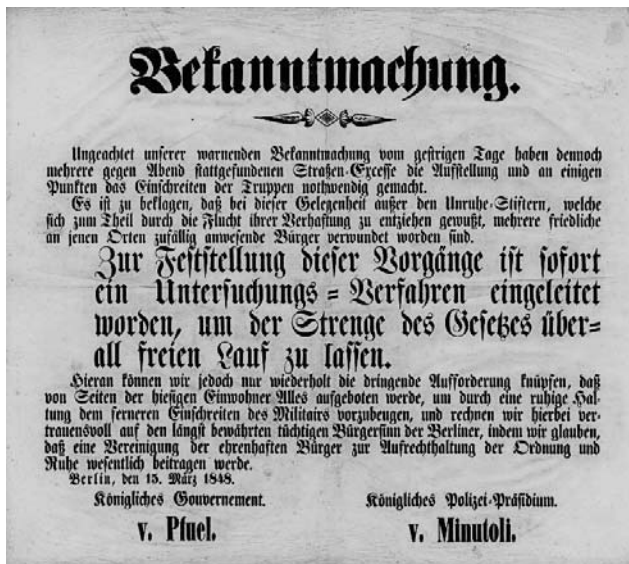 Bekanntmachung.
Ungeachtet unserer warnenden Bekanntmachung vom gestrigen Tage haben dennoch
mehrere gegen Abend stattgefundenen Straßen-Excesse die Aufstellung und an einigen
Punkten das Einschreiten der Truppen nothwendig gemacht.
Es ist zu beklagen, daß bei dieser Gelegenheit außer den Unruhe-Stiftern, welche
sich zum Theil durch die Flucht ihrer Verhaftung zu entziehen gewußt, mehrere friedliche
an jenen Orten zufällig anwesende Bürger verwundet worden sind.
Zur Feststellung dieser Vorgänge ist sofort
ein Untersuchungs-Verfahren eingeleitet
worden, um der Strenge des Gesetzes über-
all freien Lauf zu lassen.
Hieran können wir jedoch nur wiederholt die dringende Aufforderung knüpfen, daß
von Seiten der hiesigen Einwohner Alles aufgeboten werde, um durch eine ruhige Hal-
tung dem ferneren Einschreiten des Militairs vorzubeugen, und rechnen wir hierbei ver-
trauensvoll auf den längst bewährten tüchtigen Bürgersinn der Berliner, indem wir glauben,
daß eine Vereinigung der ehrenhaften Bürger zur Aufrechthaltung der Ordnung und
Ruhe wesentlich beitragen werde.
Berlin, den 15. März 1848.
Königliches Gouvernement. Königliches Polizei-Präsidium.
v. Pfuel. v. Minutoli.